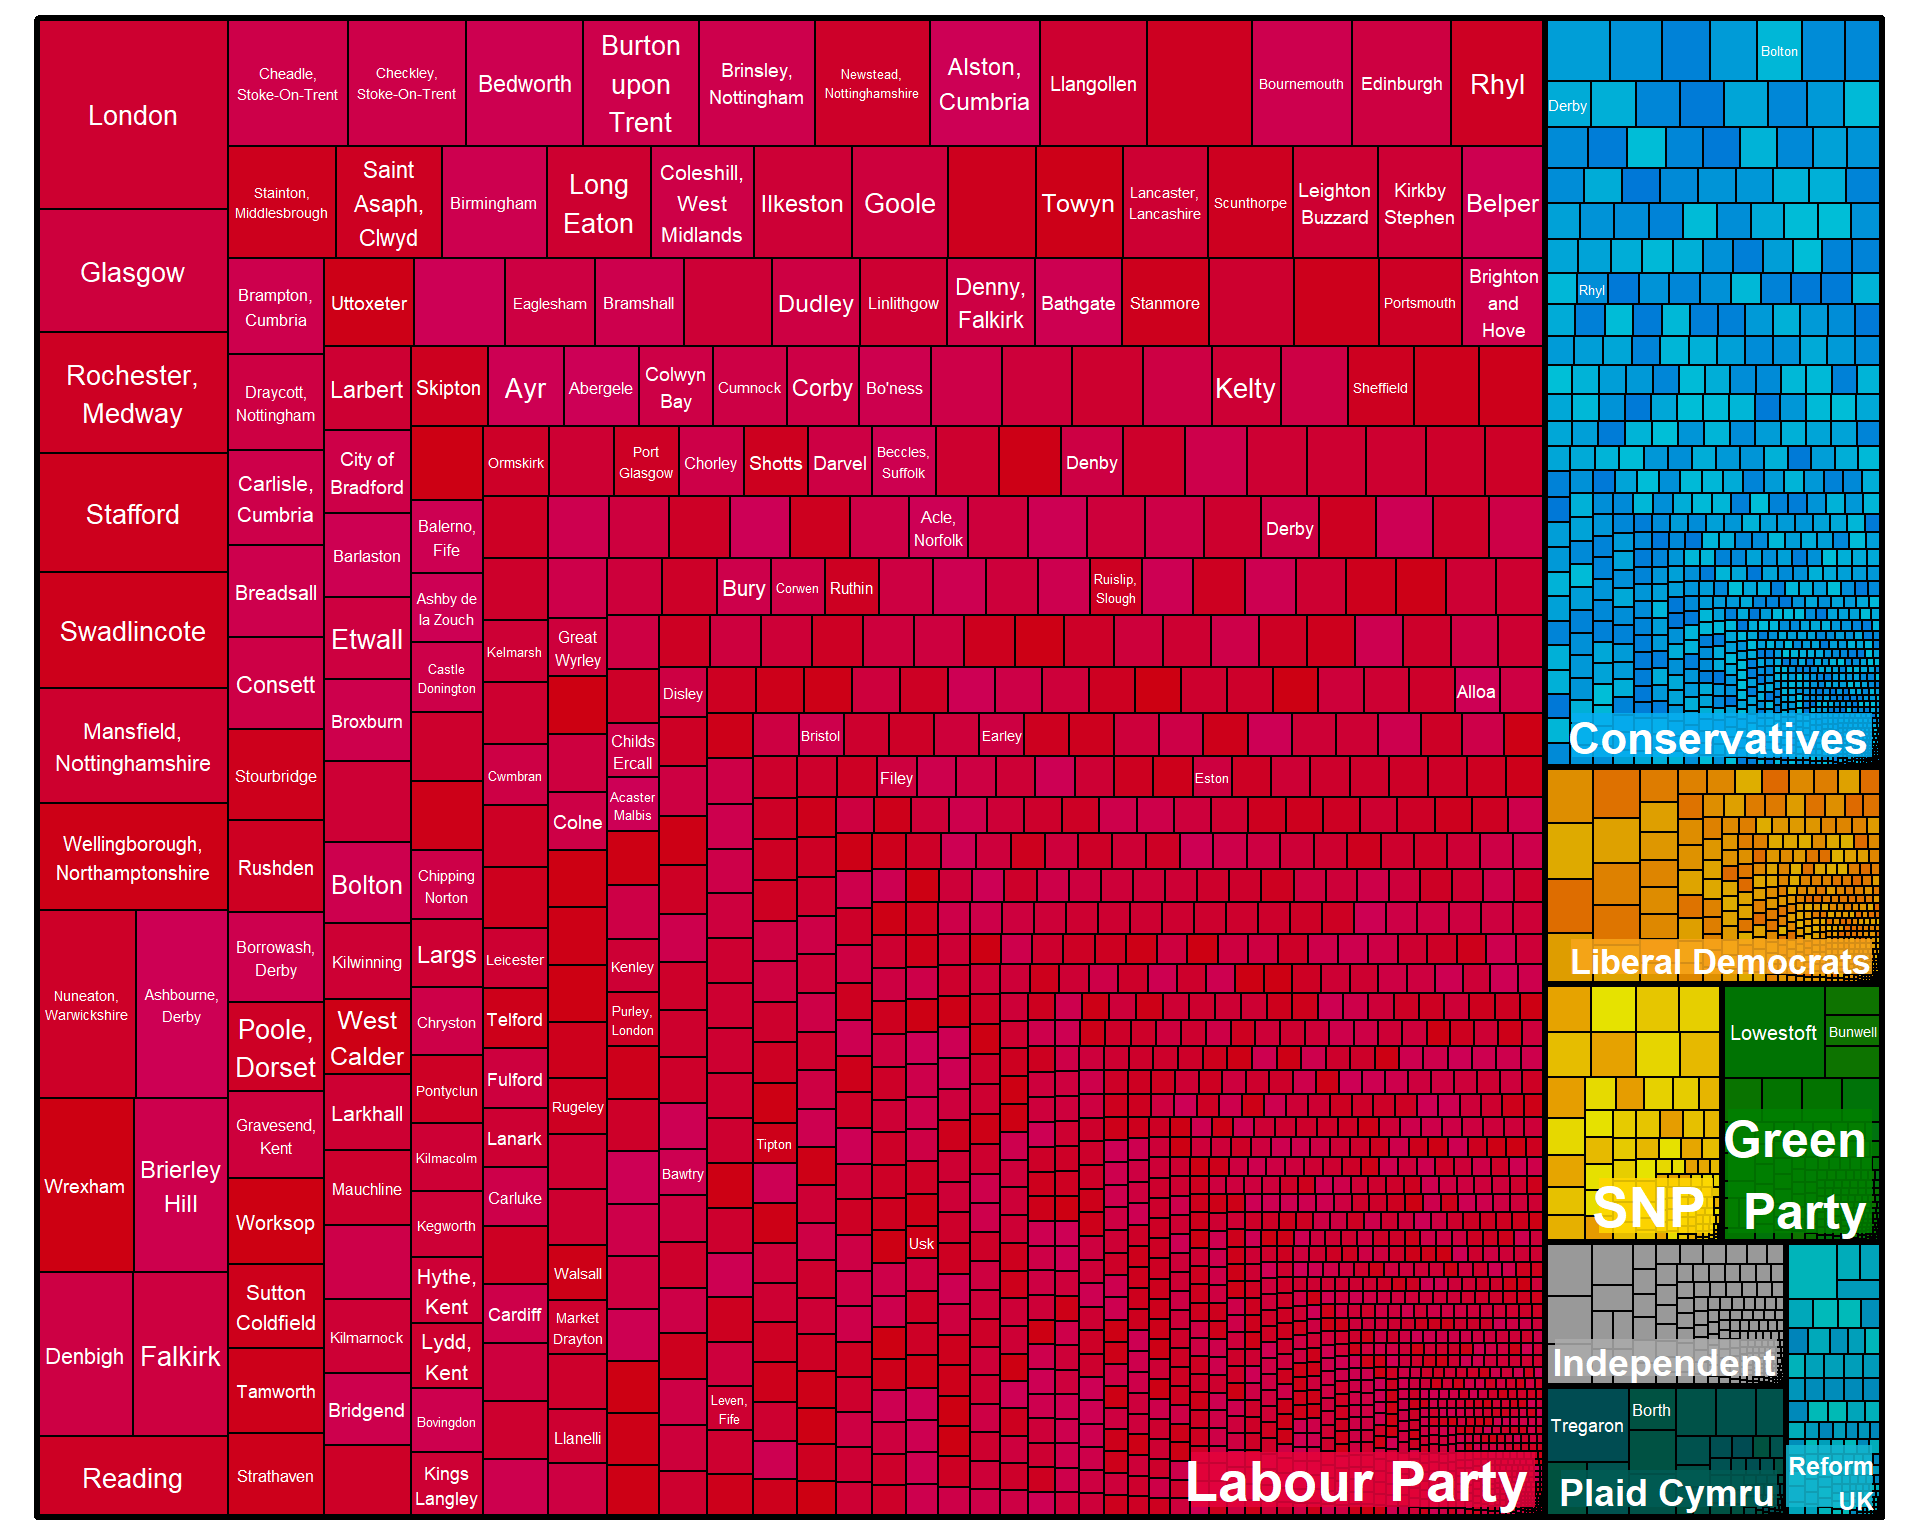 London
Glasgow
Rochester,
Medway
Stafford
Swadlincote
Mansfield,
Nottinghamshire
Wellingborough,
Northamptonshire
Nuneaton,
Warwickshire
Ashbourne,
Derby
Wrexham
Brierley
Hill
Denbigh
Falkirk
Reading
Cheadle,
Stoke-On-Trent
Checkley,
Stoke-On-Trent
Bedworth
Burton
upon
Trent
Brinsley,
Nottingham
Newstead,
Nottinghamshire
Alston,
Cumbria
Llangollen
Bournemouth
Edinburgh
Rhyl
Stainton,
Middlesbrough
Saint
Asaph,
Clwyd
Birmingham
Long
Eaton
Coleshill,
West
Midlands
Ilkeston
Goole
Towyn
Lancaster,
Lancashire
Scunthorpe
Leighton
Buzzard
Kirkby
Stephen
Belper
Brampton,
Cumbria
Uttoxeter
Eaglesham
Bramshall
Dudley
Linlithgow
Denny,
Falkirk
Bathgate
Stanmore
Portsmouth
Brighton
and
Hove
Draycott,
Nottingham
Larbert
Skipton
Ayr
Abergele
Colwyn
Bay
Cumnock
Corby
Bo'ness
Kelty
Sheffield
Carlisle,
Cumbria
City of
Bradford
Ormskirk
Port
Glasgow
Chorley
Shotts
Darvel
Beccles,
Suffolk
Denby
Barlaston
Balerno,
Fife
Acle,
Norfolk
Derby
Breadsall
Etwall
Ashby de
la Zouch
Bury
Corwen
Ruthin
Ruislip,
Slough
Consett
Broxburn
Castle
Donington
Kelmarsh
Great
Wyrley
Disley
Alloa
Stourbridge
Cwmbran
Childs
Ercall
Bristol
Earley
Acaster
Malbis
Filey
Eston
Rushden
Bolton
Chipping
Norton
Colne
Borrowash,
Derby
Kilwinning
Largs
Leicester
Kenley
Poole,
Dorset
West
Calder
Chryston
Telford
Purley,
London
Gravesend,
Kent
Larkhall
Pontyclun
Fulford
Rugeley
Lanark
Tipton
Worksop
Mauchline
Kilmacolm
Carluke
Bawtry
Kegworth
Usk
Sutton
Coldfield
Kilmarnock
Hythe,
Kent
Cardiff
Walsall
Market
Drayton
Tamworth
Bridgend
Lydd,
Kent
Bovingdon
Leven,
Fife
Llanelli
Strathaven
Kings
Langley
Labour Party
Bolton
Derby
Rhyl
Conservatives
Liberal Democrats
SNP
Lowestoft
Bunwell
Green
Party
Independent
Tregaron
Borth
Plaid Cymru
Reform
UK